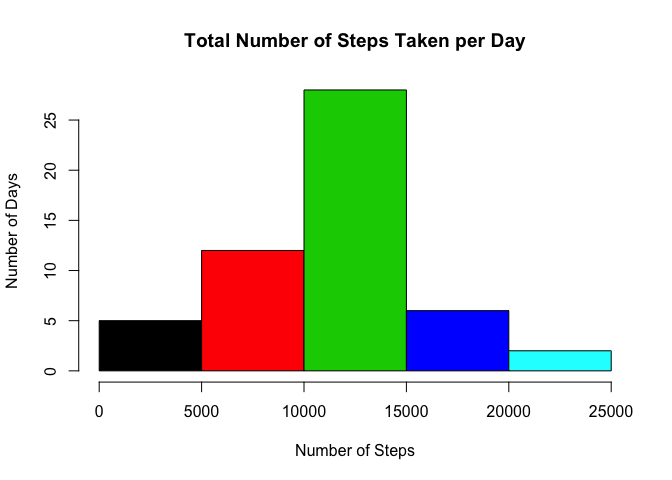 Total Number of Steps Taken per Day
Number of Days
25
20
15
10
5
0
0 5000 10000 15000 20000 25000
Number of Steps